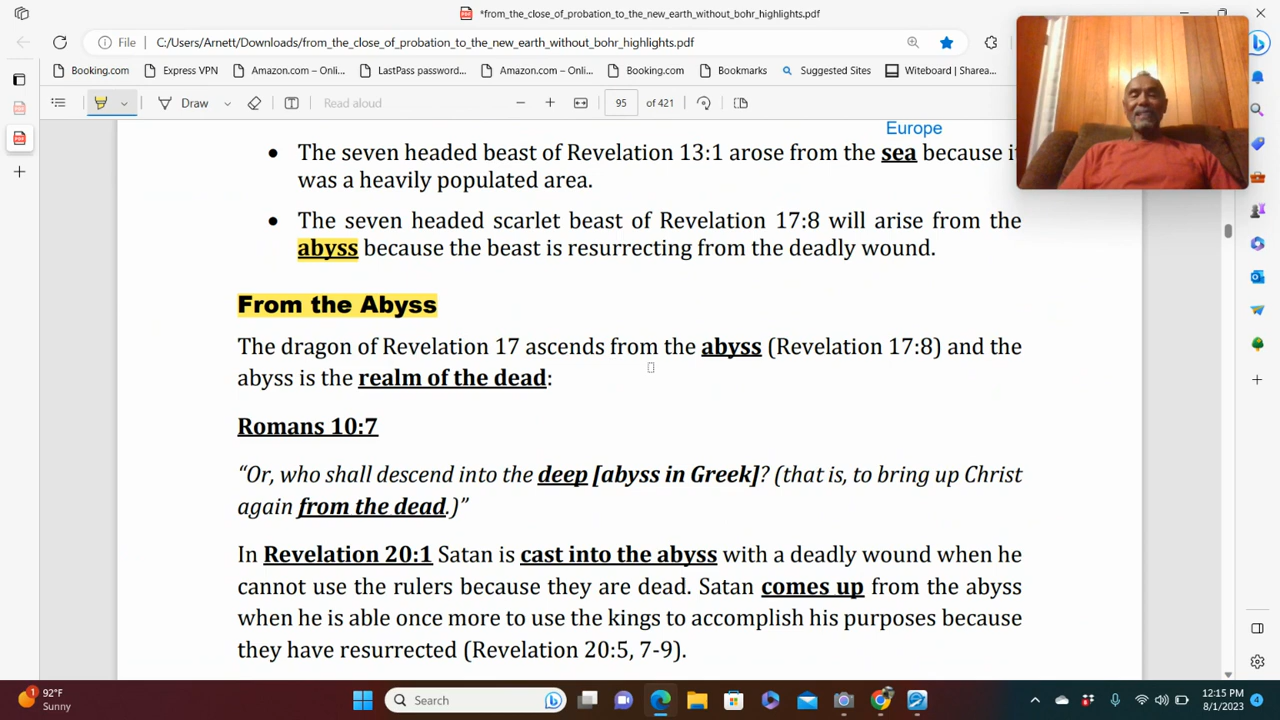 *from_the_close_of_probation_to_the_new_earth_without_bohr_highlights.pdf
File
C:/Users/Arnett/Downloads/from_the_close_of_probation_to_the_new_earth_without_bohr_highlights.pdf
Booking.com
Express VPN
Amazon.com – Onli...
LastPass password...
Amazon.com – Onli...
Booking.com
Bookmarks
Suggested Sites
Witeboard | Sharea...
Draw
Read aloud
95
of 421
Europe
• The seven headed beast of Revelation 13:1 arose from the sea because
was a heavily populated area.
• The seven headed scarlet beast of Revelation 17:8 will arise from the
abyss because the beast is resurrecting from the deadly wound.
From the Abyss
The dragon of Revelation 17 ascends from the abyss (Revelation 17:8) and the
abyss is the realm of the dead:
Romans 10:7
“Or, who shall descend into the deep [abyss in Greek]? (that is, to bring up Christ
again from the dead.)”
In Revelation 20:1 Satan is cast into the abyss with a deadly wound when he
cannot use the rulers because they are dead. Satan comes up from the abyss
when he is able once more to use the kings to accomplish his purposes because
they have resurrected (Revelation 20:5, 7-9).
1
92°F
Sunny
Search
12:15 PM
8/1/2023
4